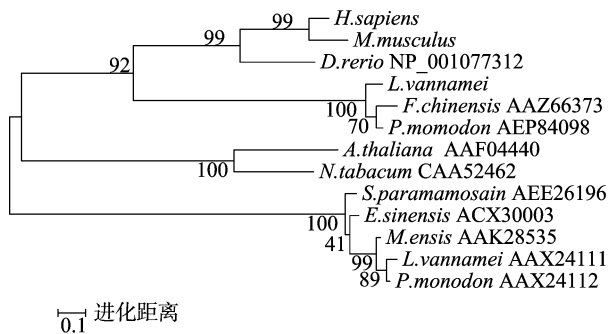 99 H.sapiens
99 M.musculus
92 D.rerio NP_001077312
L.vannamei
100 F.chinensis AAZ66373
70 P.momodon AEP84098
A.thaliana AAF04440
100 N.tabacum CAA52462
S.paramamosain AEE26196
100 E.sinensis ACX30003
41 M.ensis AAK28535
99 L.vannamei AAX24111
89 P.monodon AAX24112
进化距离
0.1